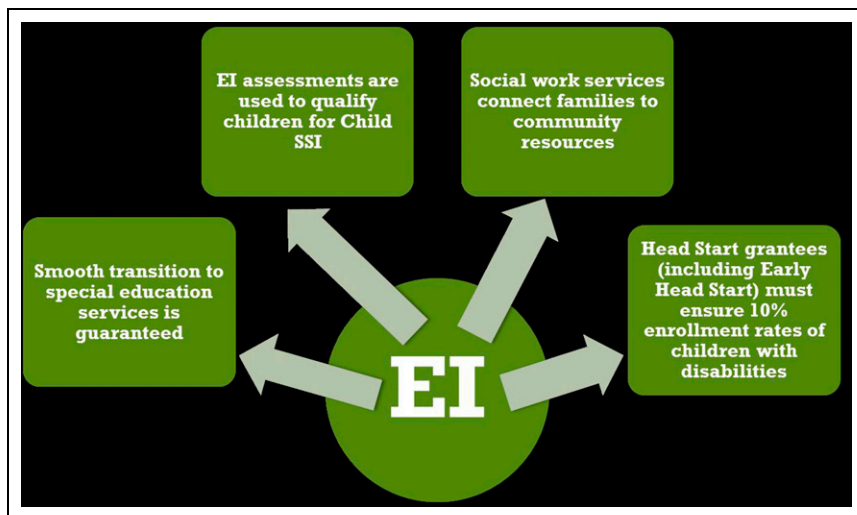 EI assessments are
used to qualify
children for Child
SSI
Social work services
connect families to
community
resources
Smooth transition to
special education
services is
guaranteed
Head Start grantees
(including Early
Head Start) must
ensure 10%
enrollment rates of
children with
disabilities
EI